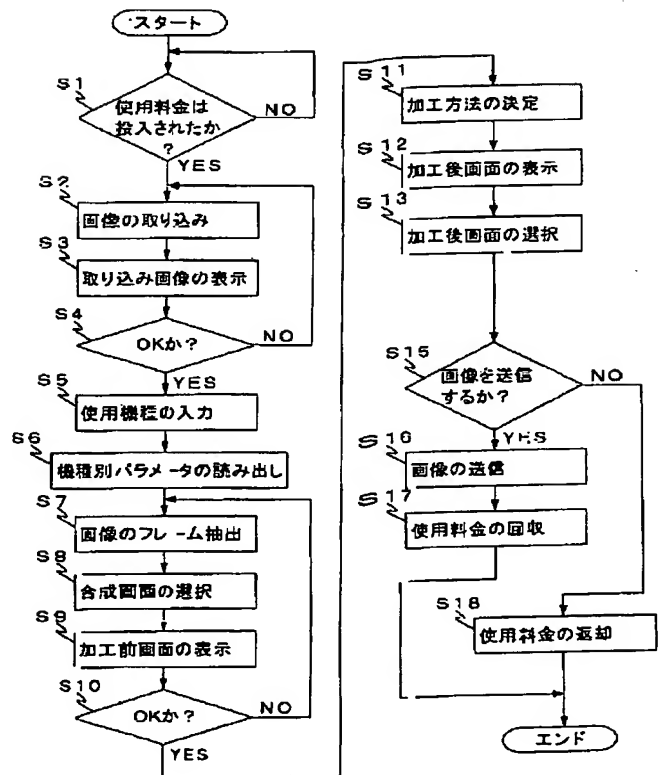 スタート
S1
使用料金は
投入されたか
?
NO
YES
S2
画像の取り込み
S3
取り込み画像の表示
S4
OKか?
NO
YES
S5
使用機種の入力
S6
機種別パラメータの読み出し
S7
画像のフレーム抽出
S8
合成画面の選択
S9
加工前画面の表示
S10
OKか?
NO
YES
S11
加工方法の決定
S12
加工後画面の表示
S13
加工後画面の選択
S15
画像を送信
するか?
NO
YES
S16
画像の送信
S17
使用料金の回収
S18
使用料金の返却
エンド